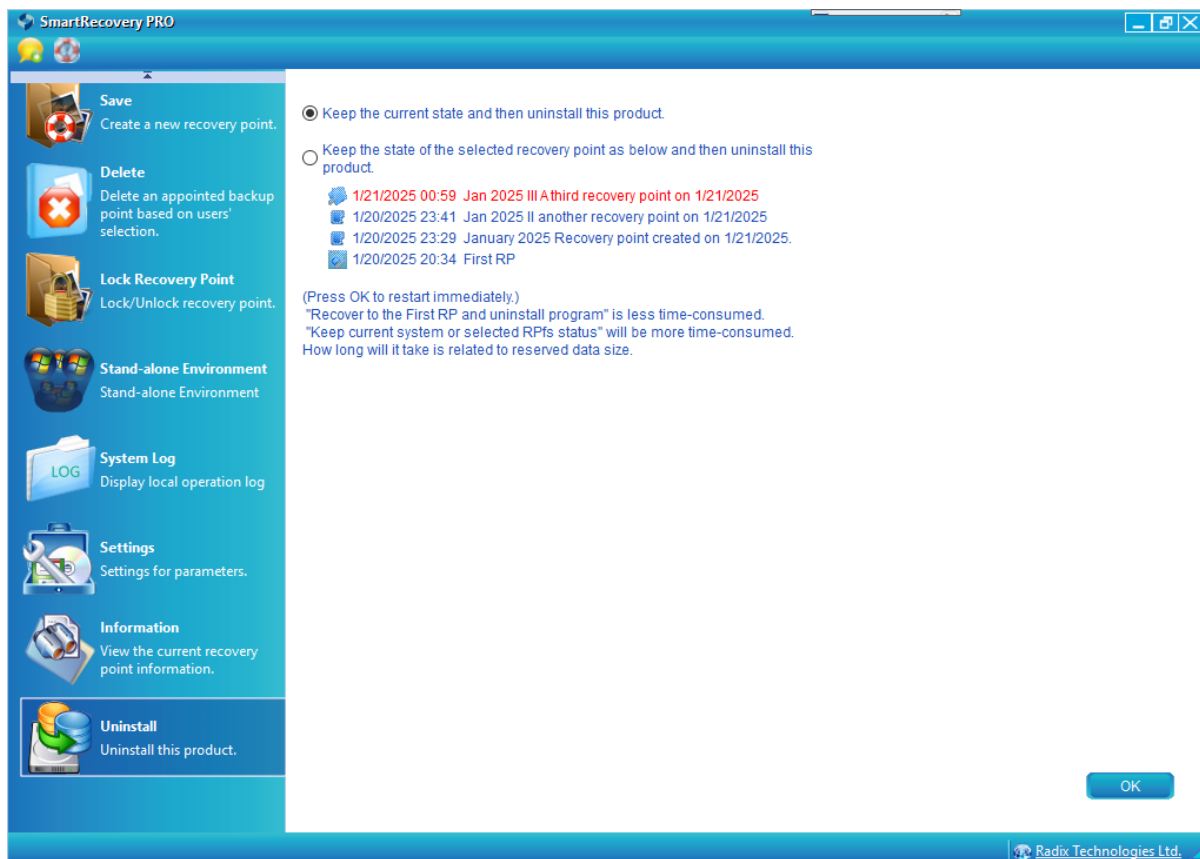 SmartRecovery PRO
Save
Create a new recovery point.
Delete
Delete an appointed backup
point based on users'
selection.
Lock Recovery Point
Lock/Unlock recovery point.
Stand-alone Environment
Stand-alone Environment
LOG
System Log
Display local operation log
Settings
Settings for parameters.
Information
View the current recovery
point information.
Uninstall
Uninstall this product.
Keep the current state and then uninstall this product.
Keep the state of the selected recovery point as below and then uninstall this
product.
1/21/2025 00:59 Jan 2025 III A third recovery point on 1/21/2025
1/20/2025 23:41 Jan 2025 II another recovery point on 1/21/2025
1/20/2025 23:29 January 2025 Recovery point created on 1/21/2025.
1/20/2025 20:34 First RP
(Press OK to restart immediately.)
"Recover to the First RP and uninstall program" is less time-consumed.
"Keep current system or selected RPfs status" will be more time-consumed.
How long will it take is related to reserved data size.
OK
Radix Technologies Ltd.